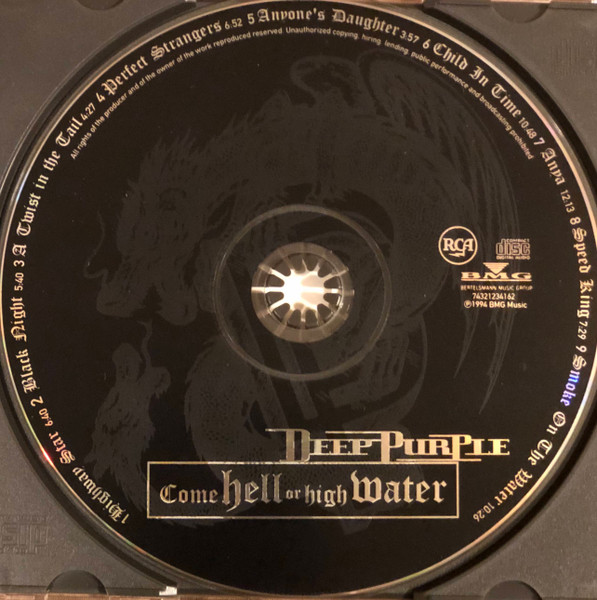 1 Highway Star 6:40 2 Black Night 5:40 3 A Twist in the Tail 4:27 4 Perfect Strangers 6:52 5 Anyone's Daughter 3:57 6 Child In Time 10:48 7 Anya 12:13 8 Speed King 7:29 9 Smoke On The Water 10:26
All rights of the producer and of the owner of the work reproduced reserved. Unauthorized copying, hiring, lending, public performance and broadcasting prohibited
RCA
COMPACT
disc
DIGITAL AUDIO
BMG
BERTELSMANN MUSIC GROUP
74321234162
℗1994 BMG Music
DEEP PURPLE
Come hell or high Water